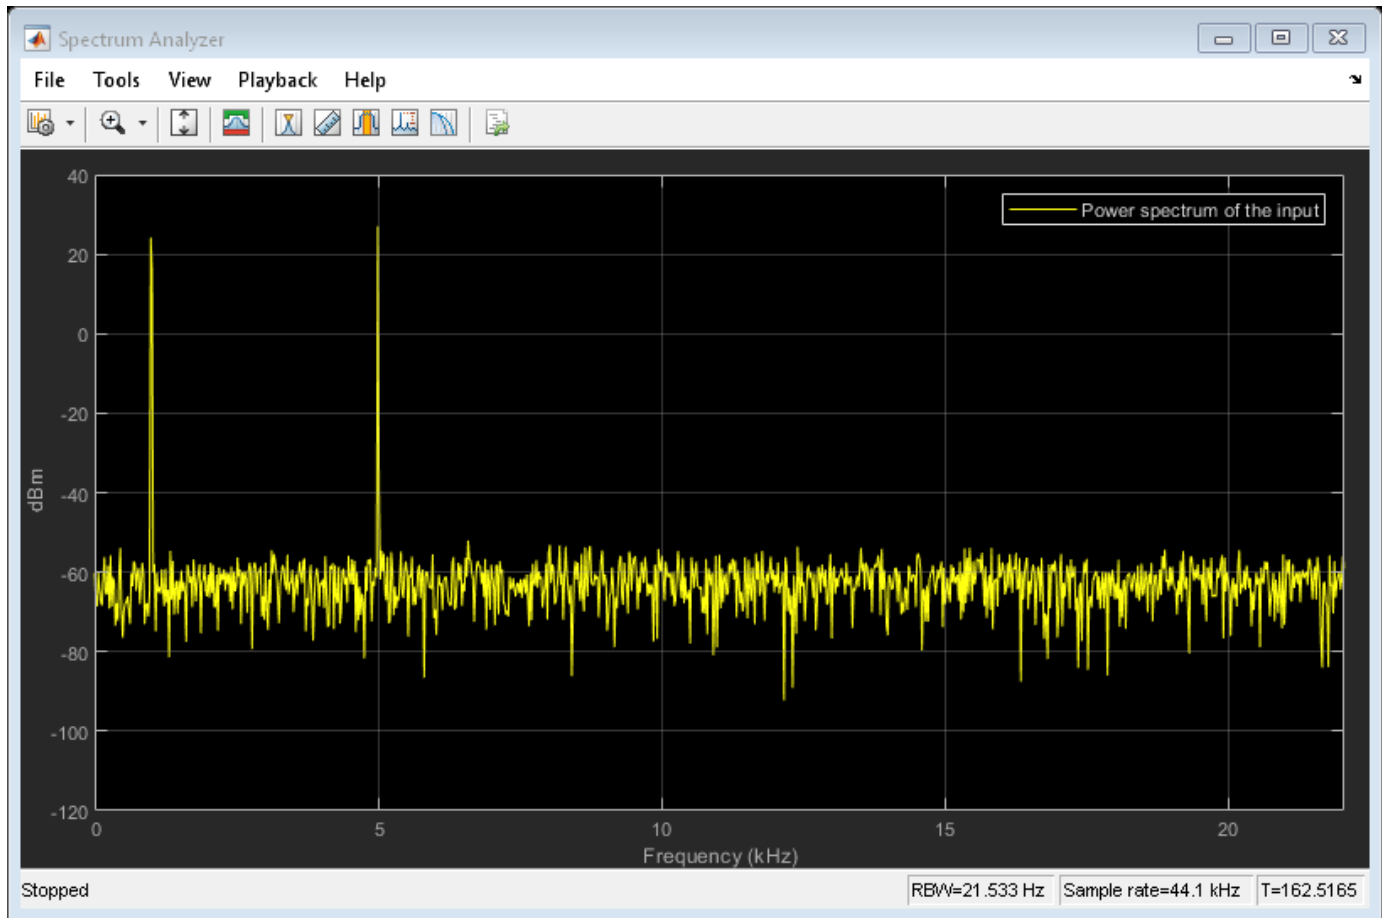 Spectrum Analyzer
File Tools View Playback Help
Power spectrum of the input
40
20
0
-20
-40
-60
-80
-100
-120
dBm
0 5 10 15 20
Frequency (kHz)
Stopped RBW=21.533 Hz Sample rate=44.1 kHz T=162.5165